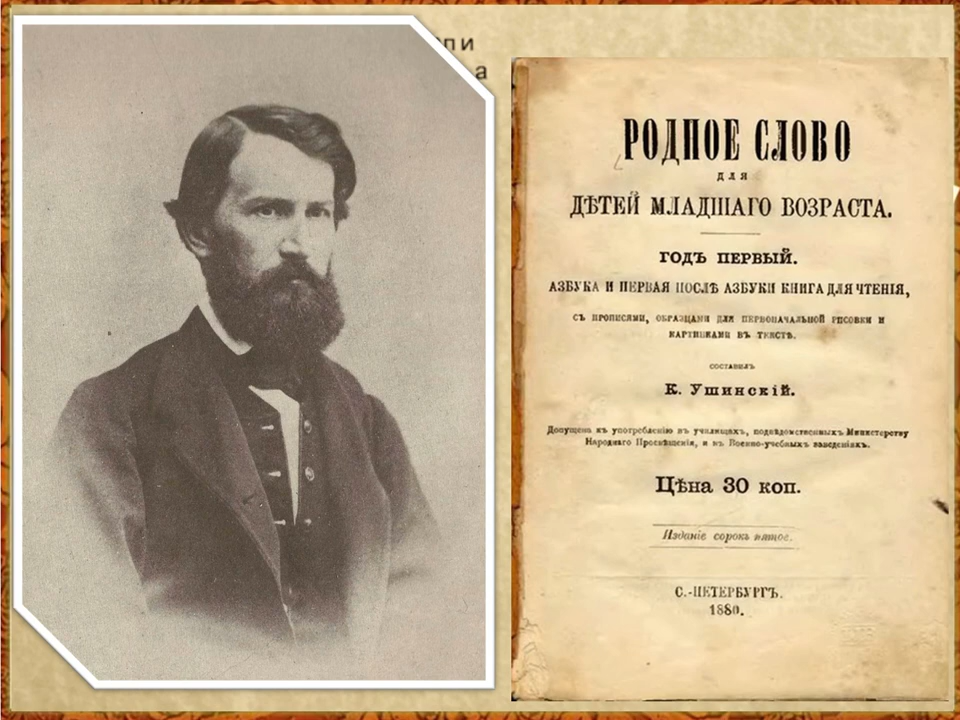 пи
а
РОДНОЕ СЛОВО
ДЛЯ
ДѢТЕЙ МЛАДШАГО ВОЗРАСТА.
ГОДЪ ПЕРВЫЙ.
АЗБУКА И ПЕРВАЯ ПОСЛѢ АЗБУКИ КНИГА ДЛЯ ЧТЕНІЯ,
СЪ ПРОПИСЯМИ, ОБРАЗЦАМИ ДЛЯ ПЕРВОНАЧАЛЬНОЙ РИСОВКИ И
КАРТИНКАМИ ВЪ ТЕКСТѢ.
СОСТАВИЛЪ
К. Ушинскій.
Допущена къ употребленію въ училищахъ, подвѣдомственныхъ Министерству
Народнаго Просвѣщенія, и въ Военно-учебныхъ заведеніяхъ.
Цѣна 30 коп.
Изданіе сорокъ пятое.
С.-ПЕТЕРБУРГЪ.
1880.